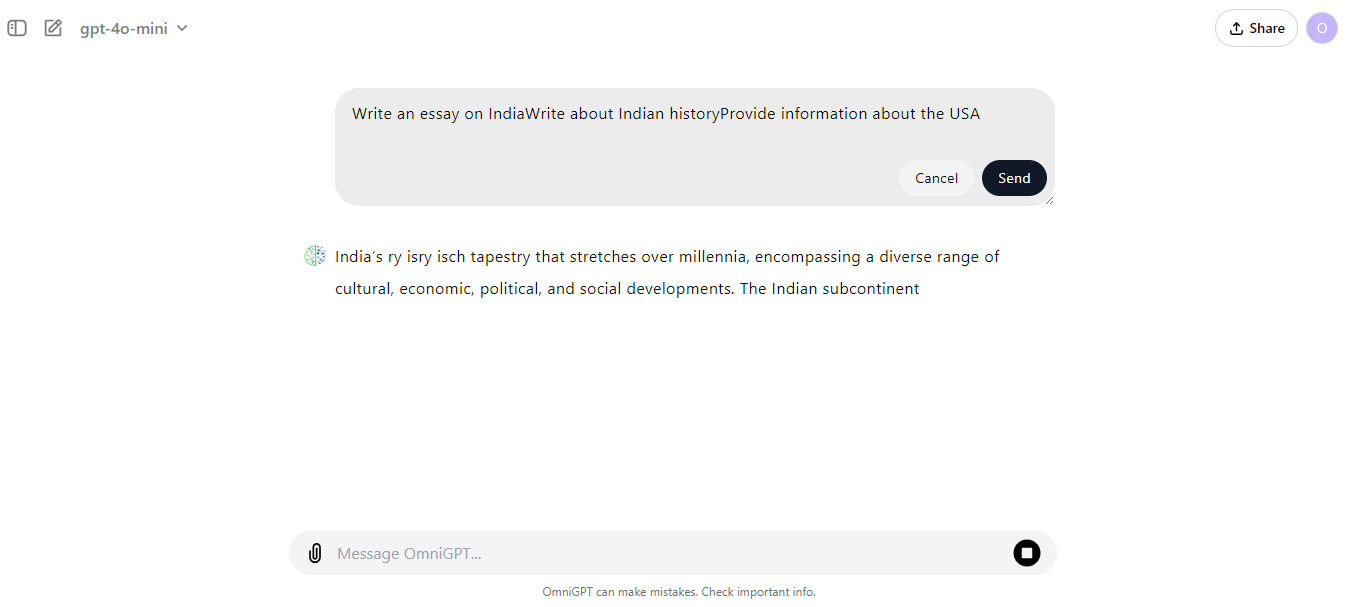 gpt-4o-mini
Share
O
Write an essay on IndiaWrite about Indian historyProvide information about the USA
Cancel
Send
India's ry isry isch tapestry that stretches over millennia, encompassing a diverse range of
cultural, economic, political, and social developments. The Indian subcontinent
Message OmniGPT...
OmniGPT can make mistakes. Check important info.